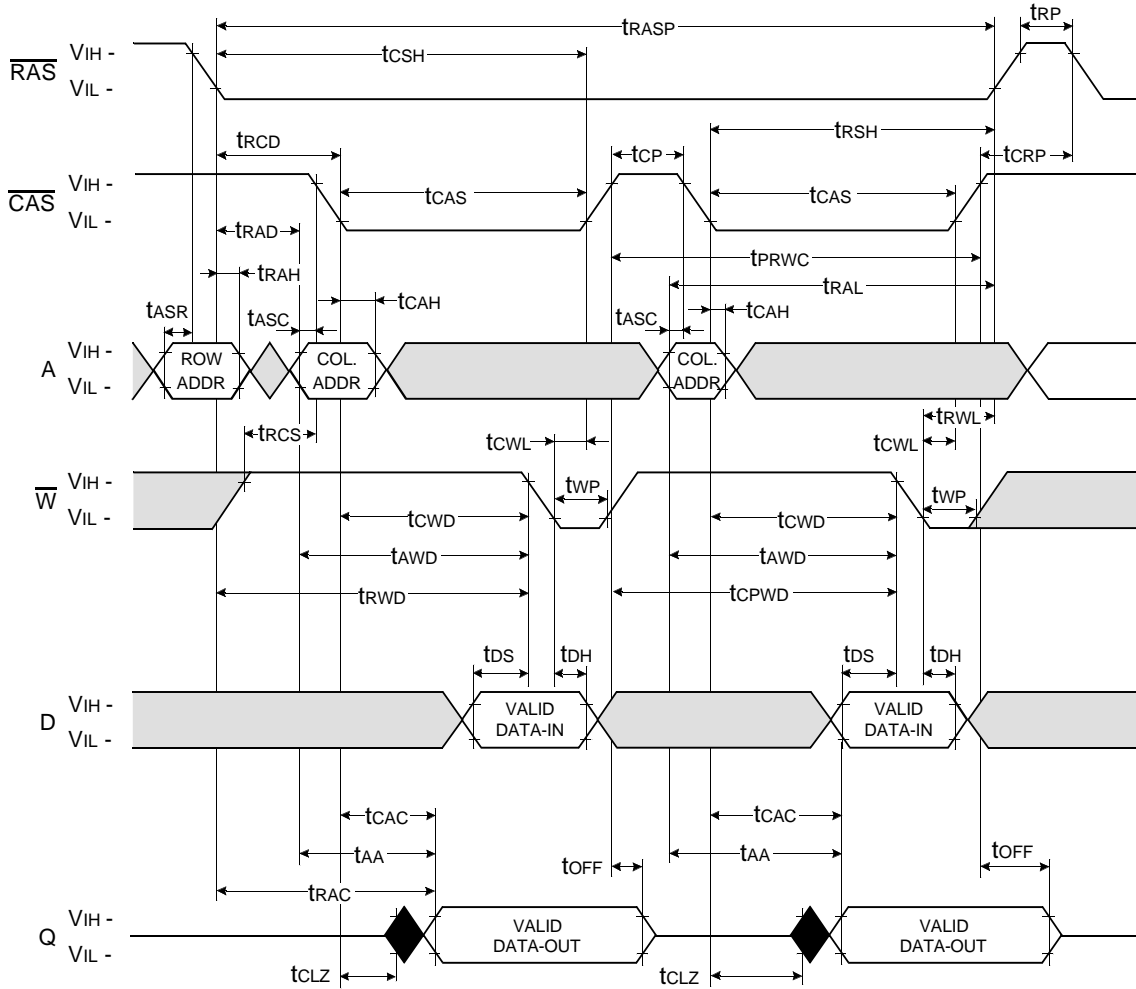 tRASP
tRP
tCSH
RAS
VIH -
VIL -
tRCD
tRSH
tCP
tCRP
CAS
VIH -
VIL -
tCAS
tCAS
tRAD
tPRWC
tRAH
tRAL
tASR
tCAH
tASC
tASC
tCAH
A
VIH -
VIL -
ROW
ADDR
COL.
ADDR
COL.
ADDR
tRCS
tCWL
tRWL
tCWL
W
VIH -
VIL -
tWP
tWP
tCWD
tCWD
tAWD
tAWD
tRWD
tCPWD
tDS
tDH
tDS
tDH
D
VIH -
VIL -
VALID
DATA-IN
VALID
DATA-IN
tCAC
tCAC
tAA
tOFF
tAA
tOFF
tRAC
Q
VIH -
VIL -
VALID
DATA-OUT
VALID
DATA-OUT
tCLZ
tCLZ